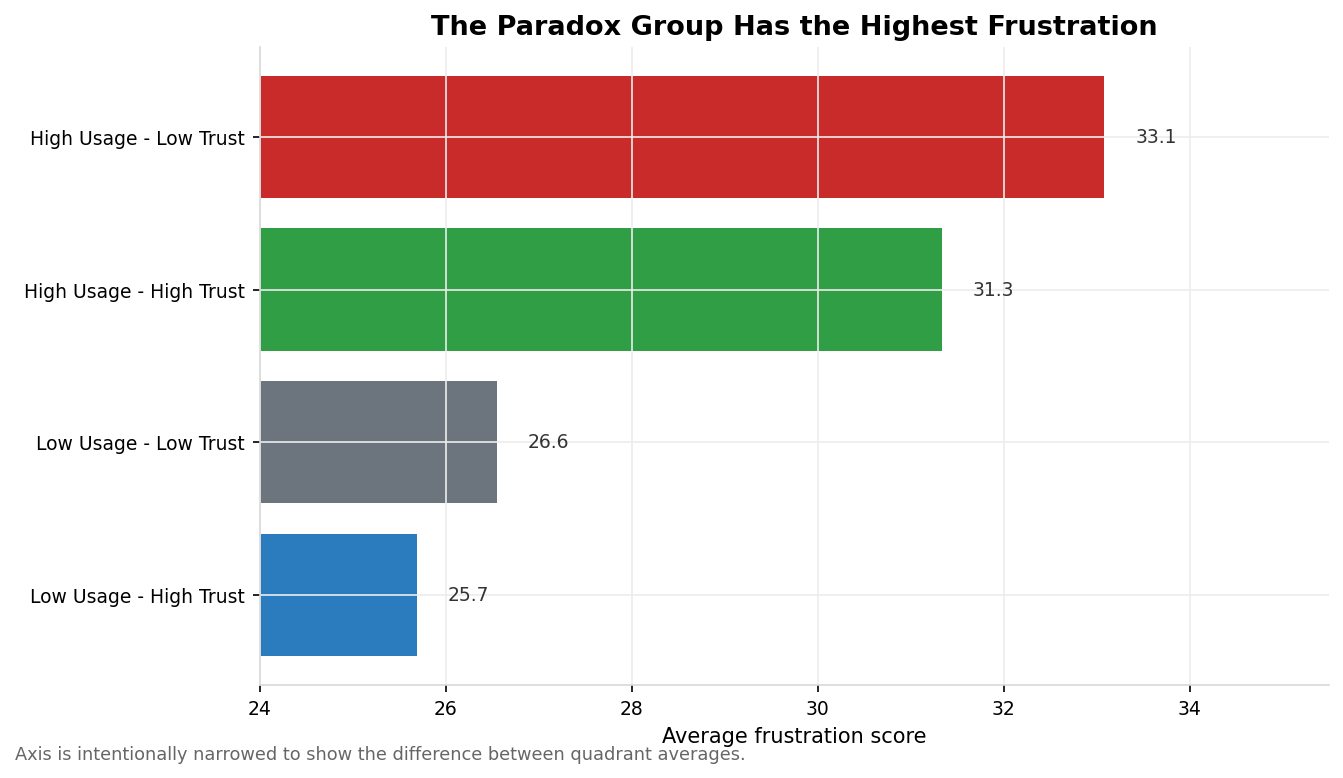 The Paradox Group Has the Highest Frustration
High Usage - Low Trust
33.1
High Usage - High Trust
31.3
Low Usage - Low Trust
26.6
Low Usage - High Trust
25.7
24 26 28 30 32 34
Average frustration score
Axis is intentionally narrowed to show the difference between quadrant averages.